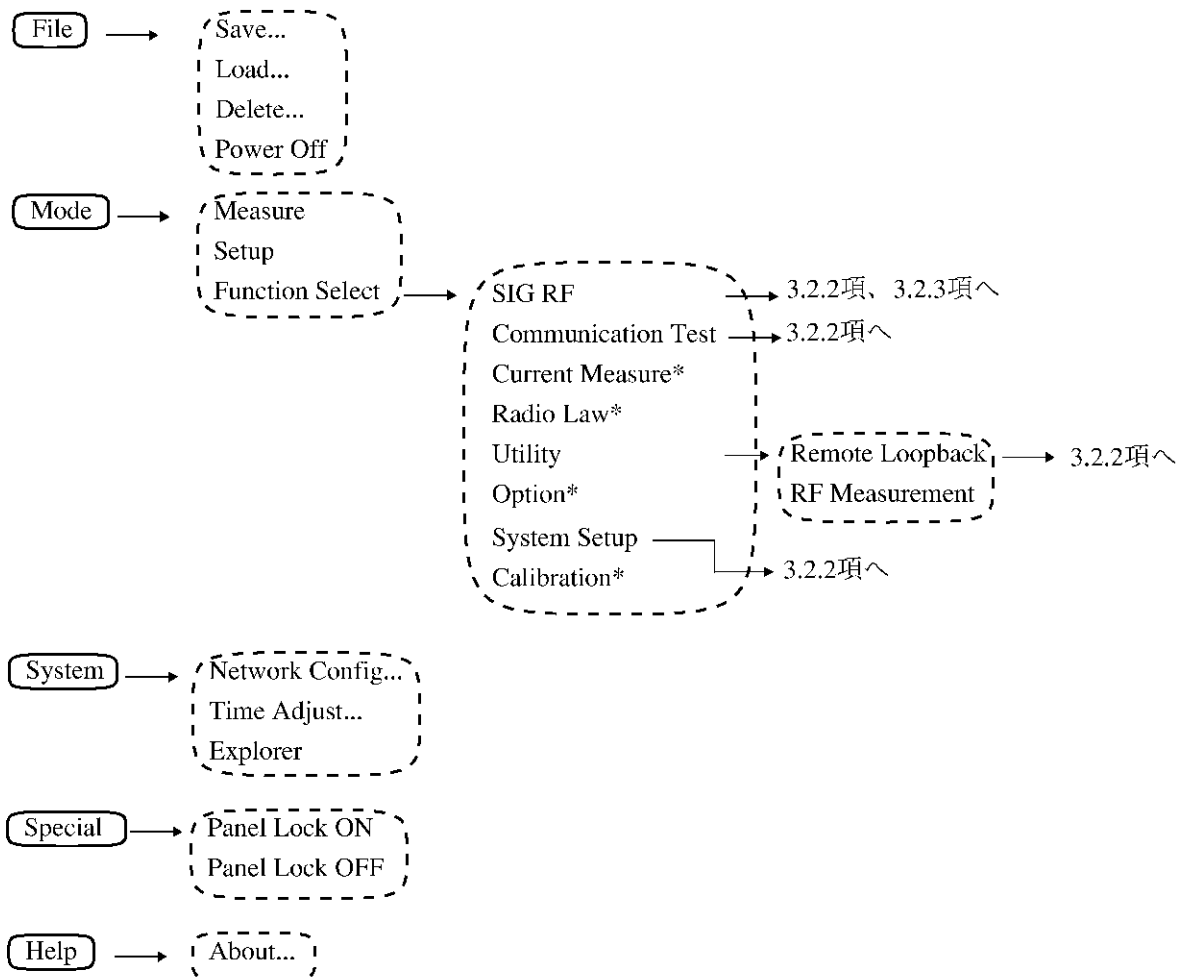 File
Save...
Load...
Delete...
Power Off
Mode
Measure
Setup
Function Select
SIG RF
3.2.2項、3.2.3項へ
Communication Test
3.2.2項へ
Current Measure*
Radio Law*
Utility
Remote Loopback
3.2.2項へ
RF Measurement
Option*
System Setup
3.2.2項へ
Calibration*
System
Network Config...
Time Adjust...
Explorer
Special
Panel Lock ON
Panel Lock OFF
Help
About...